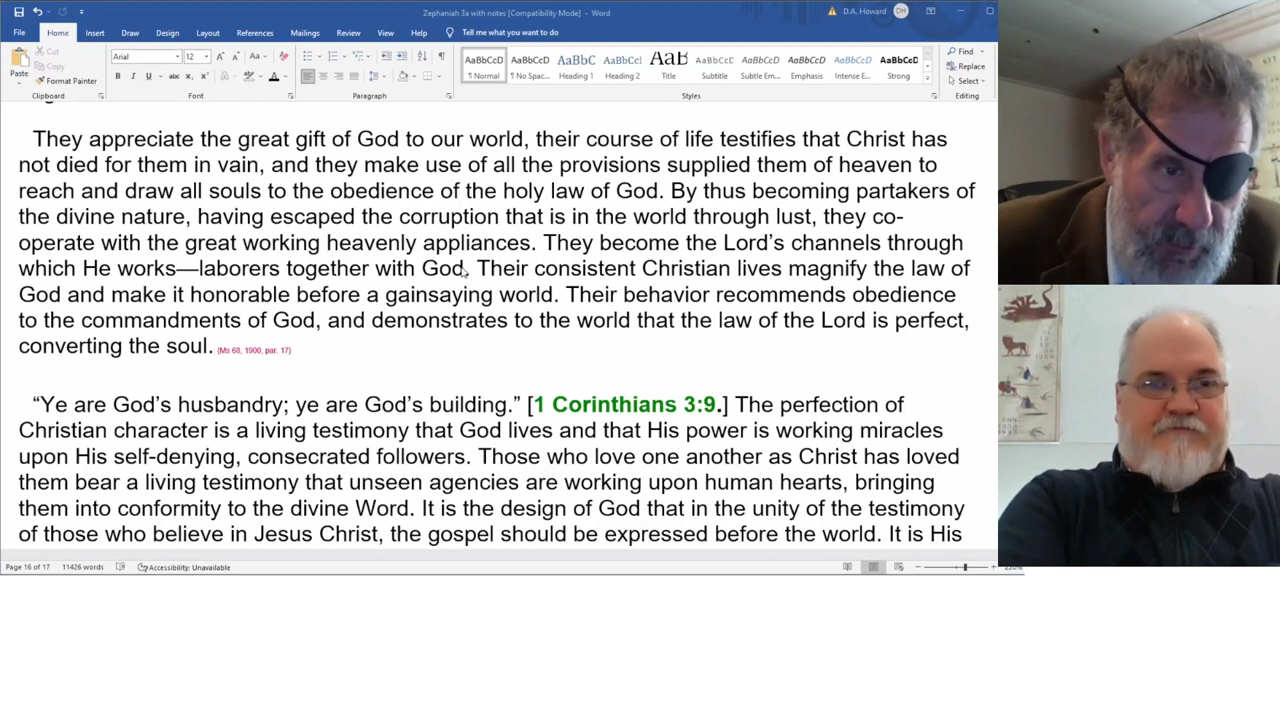 Zephaniah 3a with notes [Compatibility Mode] - Word
D.A. Howard DH
File Home Insert Draw Design Layout References Mailings Review View Help Tell me what you want to do
Paste
Cut
Copy
Format Painter
Clipboard
Arial 12
B I U abc x₂ x²
Font
Paragraph
AaBbCcD AaBbCcD AaBbC AaBbCcl AaB AaBbCcD AaBbCcD AaBbCcD AaBbCcD AaBbCcD
¶ Normal ¶ No Spac... Heading 1 Heading 2 Title Subtitle Subtle Em... Emphasis Intense E... Strong
Styles
Find
Replace
Select
Editing
They appreciate the great gift of God to our world, their course of life testifies that Christ has
not died for them in vain, and they make use of all the provisions supplied them of heaven to
reach and draw all souls to the obedience of the holy law of God. By thus becoming partakers of
the divine nature, having escaped the corruption that is in the world through lust, they co-
operate with the great working heavenly appliances. They become the Lord’s channels through
which He works—laborers together with God. Their consistent Christian lives magnify the law of
God and make it honorable before a gainsaying world. Their behavior recommends obedience
to the commandments of God, and demonstrates to the world that the law of the Lord is perfect,
converting the soul. (Ms 68, 1900, par. 17)
“Ye are God’s husbandry; ye are God’s building.” [1 Corinthians 3:9.] The perfection of
Christian character is a living testimony that God lives and that His power is working miracles
upon His self-denying, consecrated followers. Those who love one another as Christ has loved
them bear a living testimony that unseen agencies are working upon human hearts, bringing
them into conformity to the divine Word. It is the design of God that in the unity of the testimony
of those who believe in Jesus Christ, the gospel should be expressed before the world. It is His
Page 16 of 17 11426 words Accessibility: Unavailable